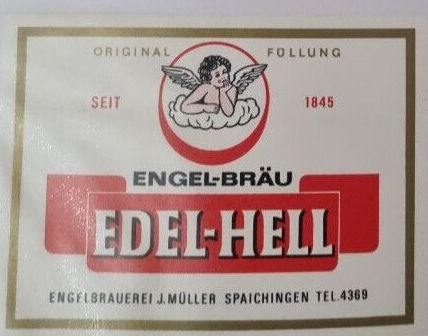 ORIGINAL FÜLLUNG
SEIT 1845
ENGEL-BRÄU
EDEL-HELL
ENGELBRAUEREI J.MÜLLER SPAICHINGEN TEL.4369